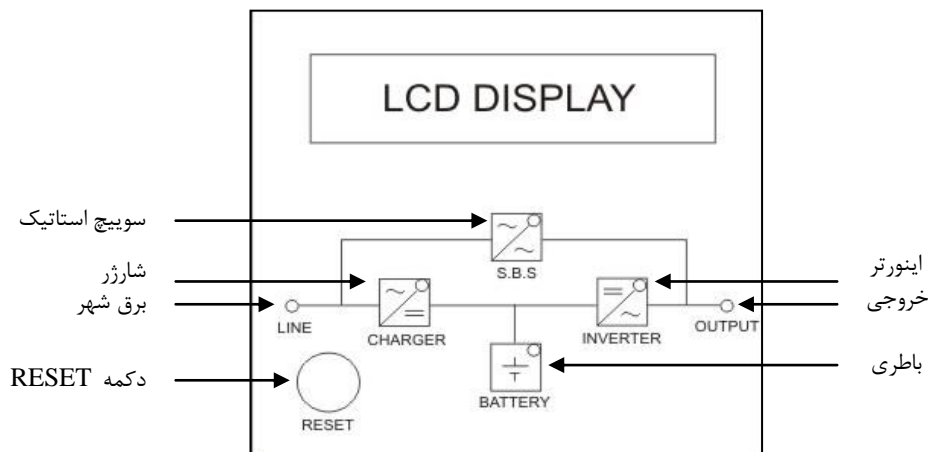 LCD DISPLAY
سوییچ استاتیک
S.B.S
شارژر
اینورتر
برق شهر
خروجی
LINE
OUTPUT
CHARGER
INVERTER
باطری
دکمه RESET
BATTERY
RESET